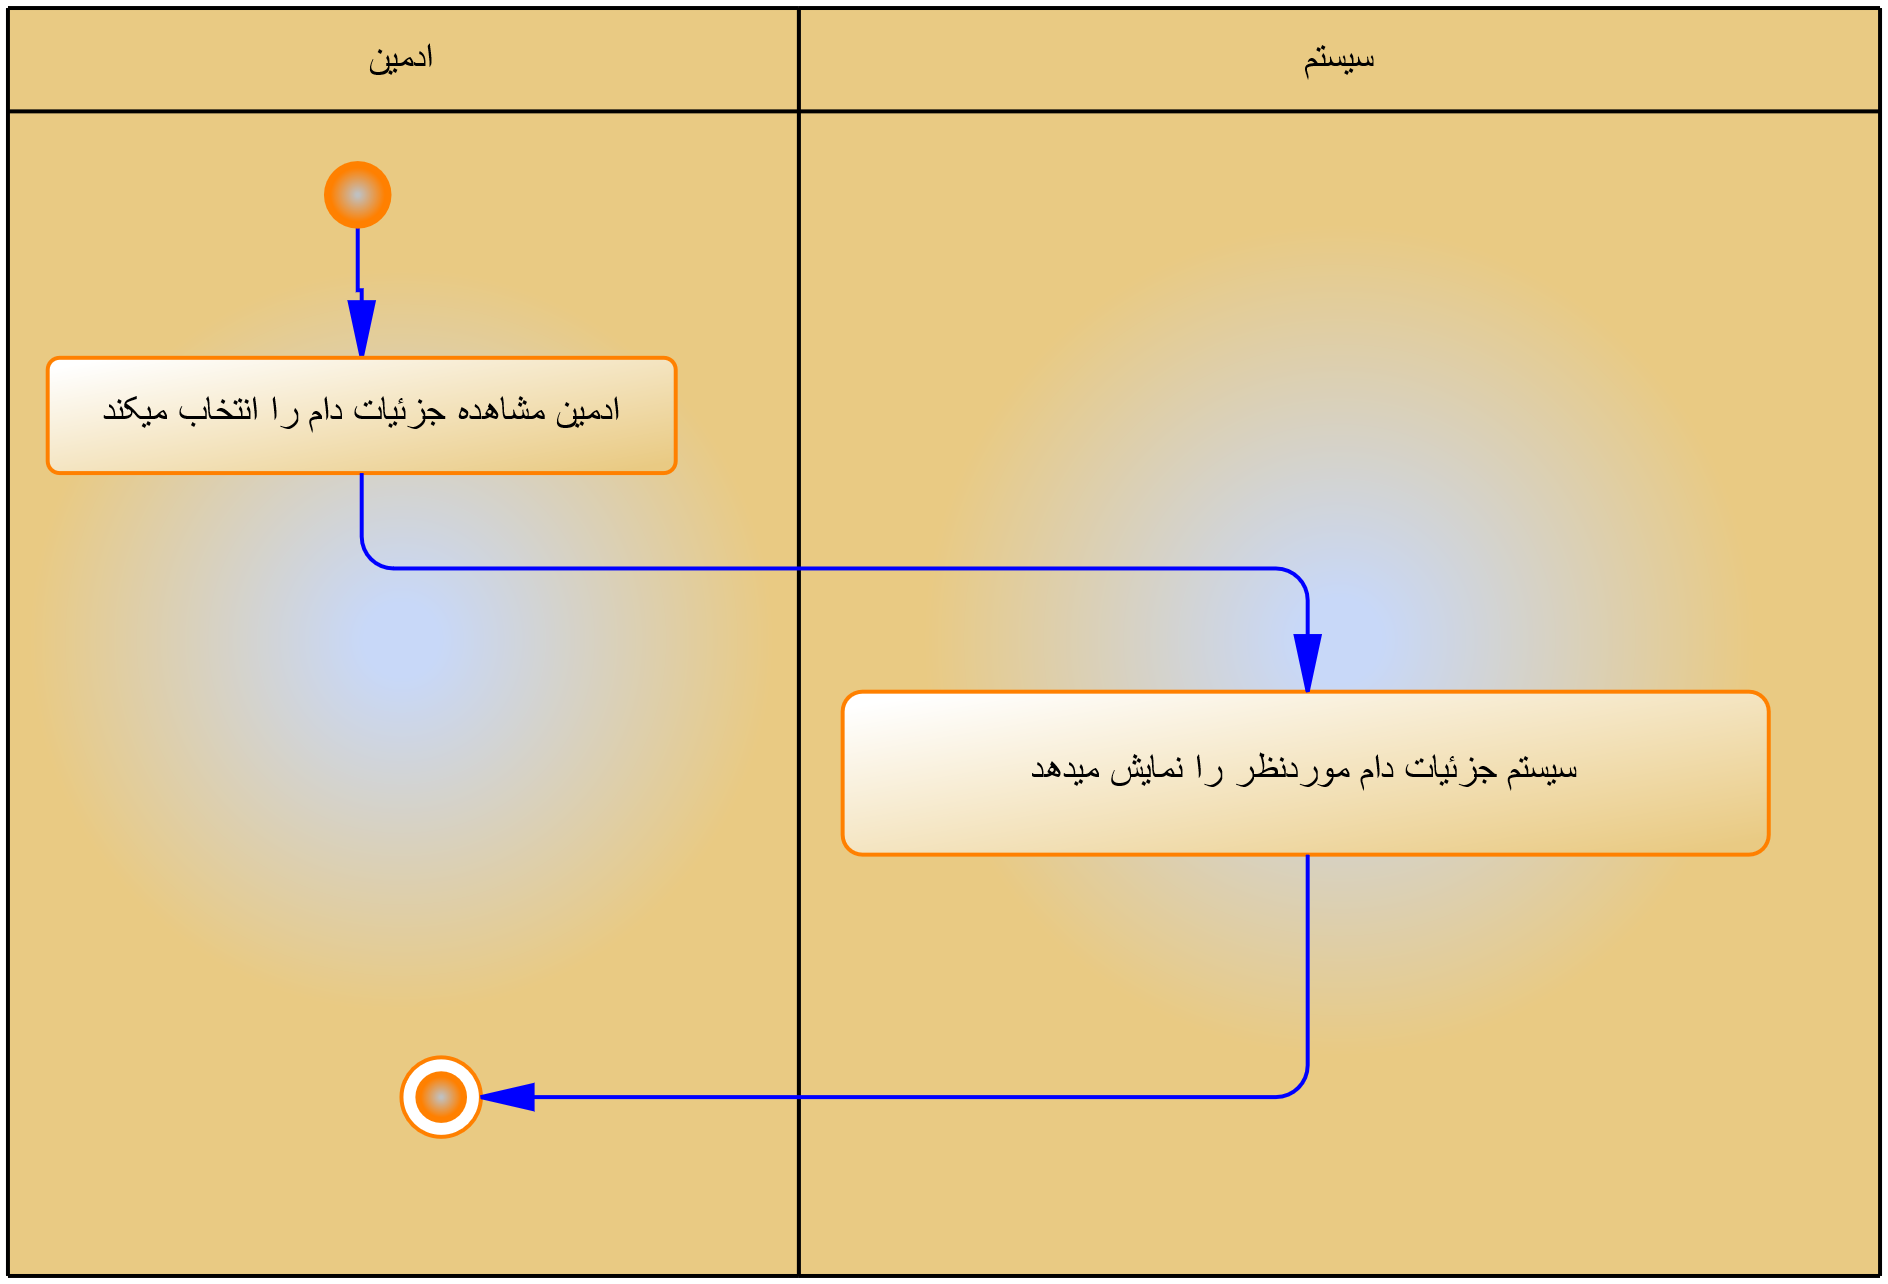 ادمین
سیستم
ادمین مشاهده جزئیات دام را انتخاب میکند
سیستم جزئیات دام موردنظر را نمایش میدهد